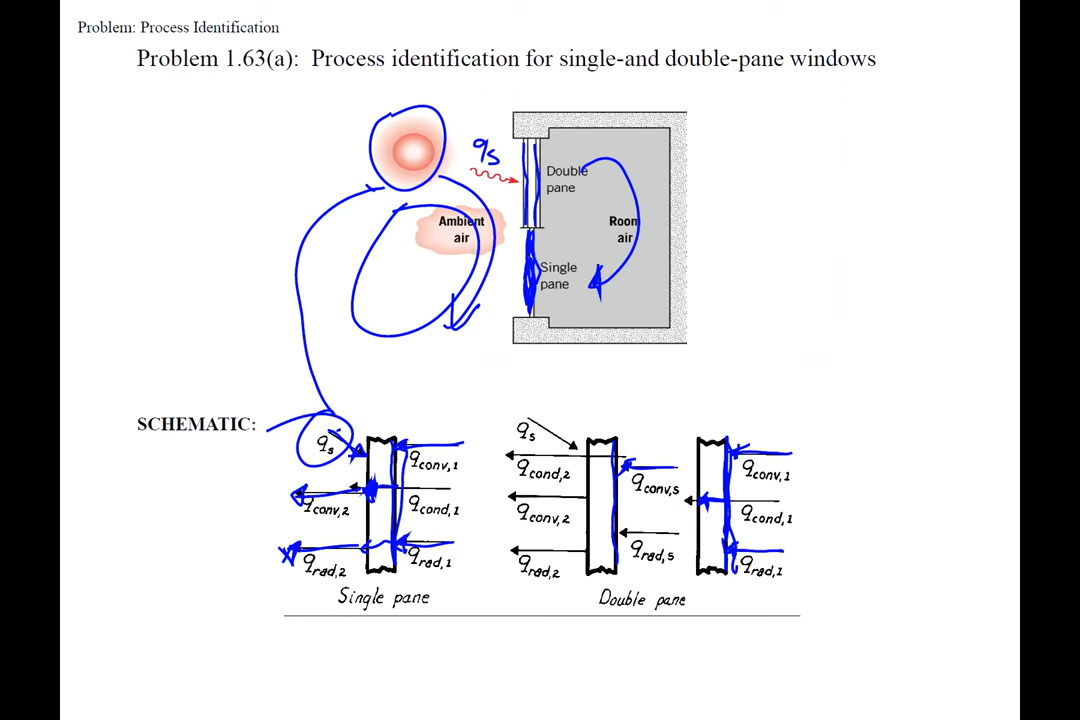 Problem: Process Identification
Problem 1.63(a): Process identification for single-and double-pane windows
qs
Double
pane
Ambient
air
Room
air
Single
pane
SCHEMATIC:
qs
qconv,1
qconv,2
qcond,1
qrad,2
qrad,1
Single pane
qs
qcond,2
qconv,s
qconv,2
qrad,s
qrad,2
qconv,1
qcond,1
qrad,1
Double pane